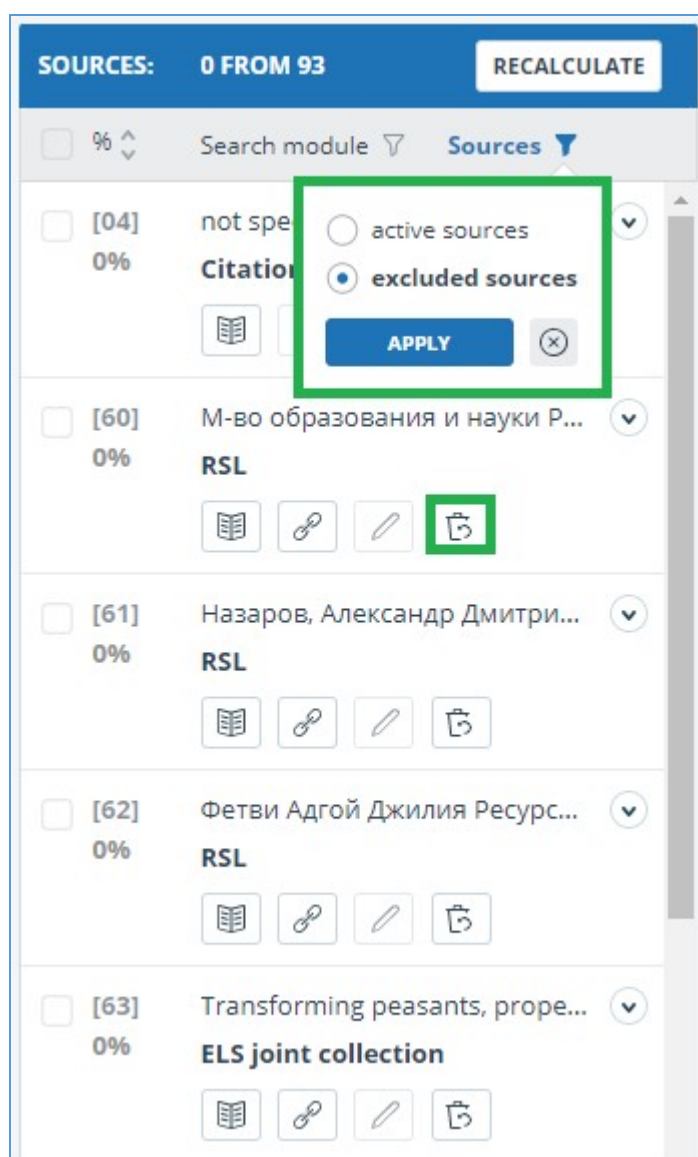 SOURCES: 0 FROM 93 RECALCULATE
% Search module Sources
[04] not spe
active sources
0% Citation
excluded sources
APPLY
[60] М-во образования и науки Р...
0% RSL
[61] Назаров, Александр Дмитри...
0% RSL
[62] Фетви Адгой Джилия Ресурс...
0% RSL
[63] Transforming peasants, prope...
0% ELS joint collection